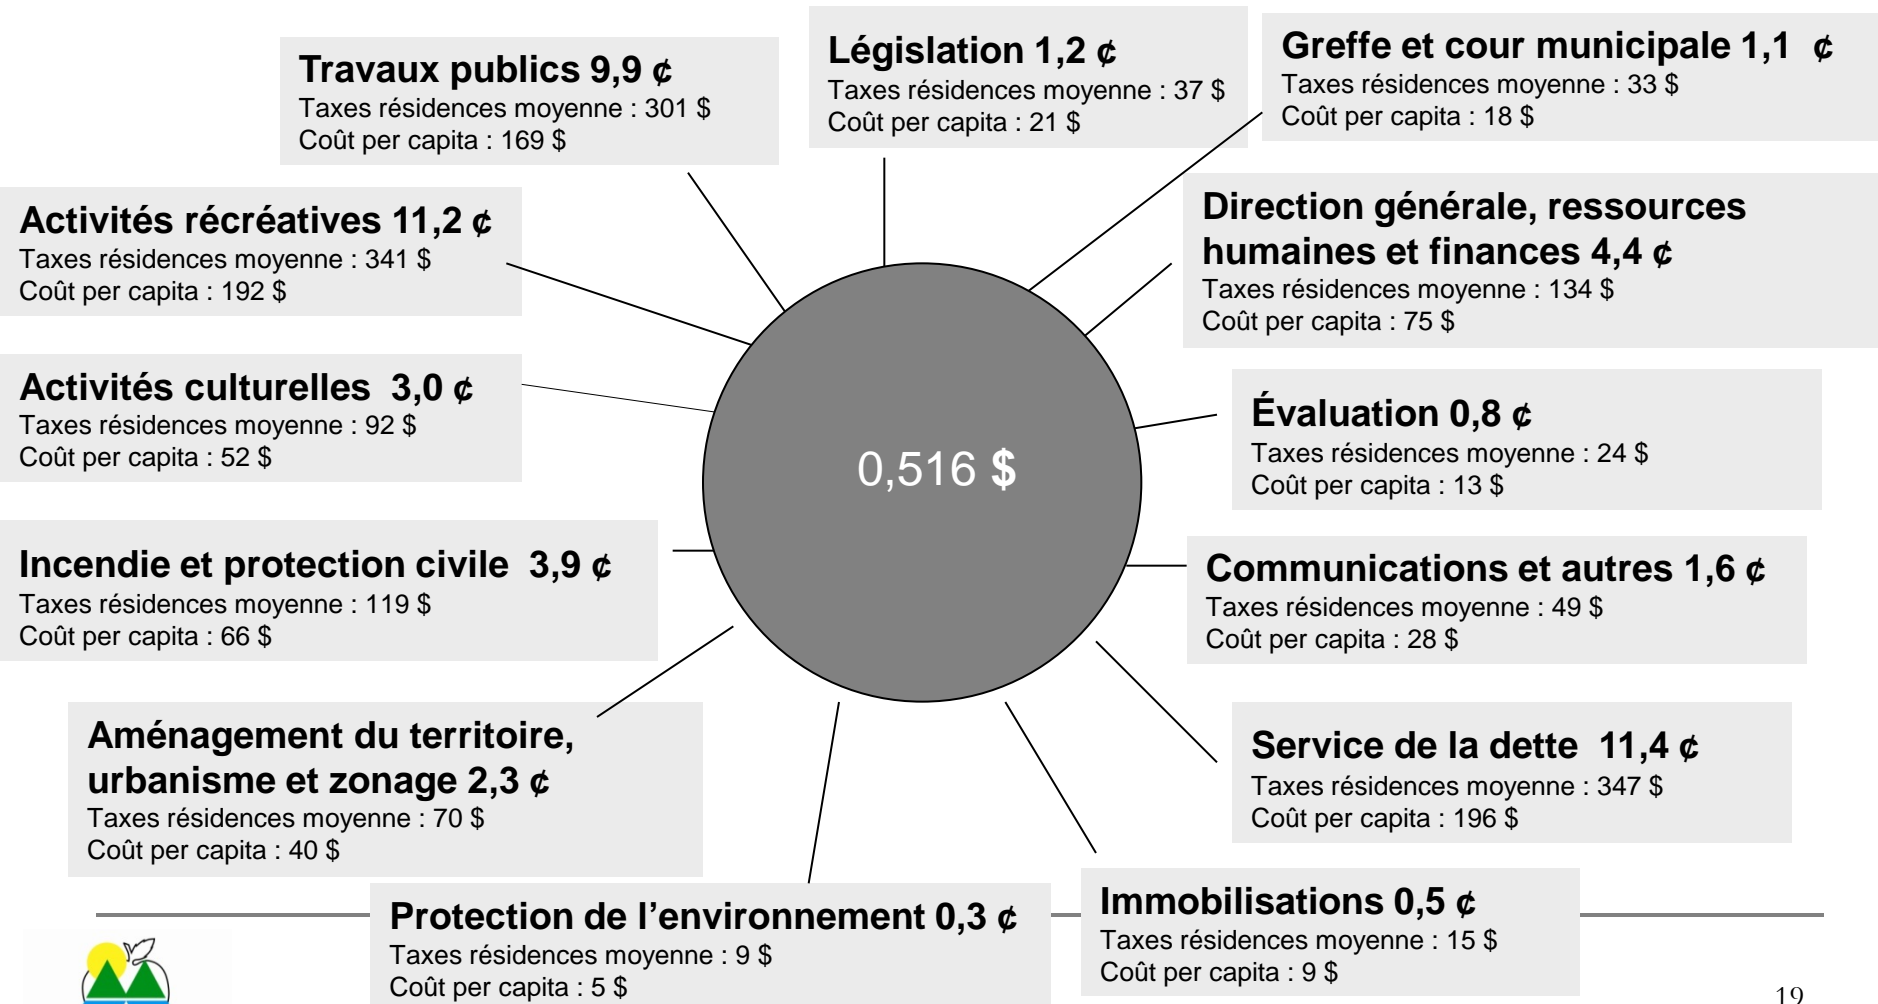 Travaux publics 9,9 ¢
Taxes résidences moyenne : 301 $
Coût per capita : 169 $
Législation 1,2 ¢
Taxes résidences moyenne : 37 $
Coût per capita : 21 $
Greffe et cour municipale 1,1 ¢
Taxes résidences moyenne : 33 $
Coût per capita : 18 $
Activités récréatives 11,2 ¢
Taxes résidences moyenne : 341 $
Coût per capita : 192 $
Direction générale, ressources
humaines et finances 4,4 ¢
Taxes résidences moyenne : 134 $
Coût per capita : 75 $
Activités culturelles 3,0 ¢
Taxes résidences moyenne : 92 $
Coût per capita : 52 $
0,516 $
Évaluation 0,8 ¢
Taxes résidences moyenne : 24 $
Coût per capita : 13 $
Incendie et protection civile 3,9 ¢
Taxes résidences moyenne : 119 $
Coût per capita : 66 $
Communications et autres 1,6 ¢
Taxes résidences moyenne : 49 $
Coût per capita : 28 $
Aménagement du territoire,
urbanisme et zonage 2,3 ¢
Taxes résidences moyenne : 70 $
Coût per capita : 40 $
Service de la dette 11,4 ¢
Taxes résidences moyenne : 347 $
Coût per capita : 196 $
Protection de l’environnement 0,3 ¢
Taxes résidences moyenne : 9 $
Coût per capita : 5 $
Immobilisations 0,5 ¢
Taxes résidences moyenne : 15 $
Coût per capita : 9 $
19